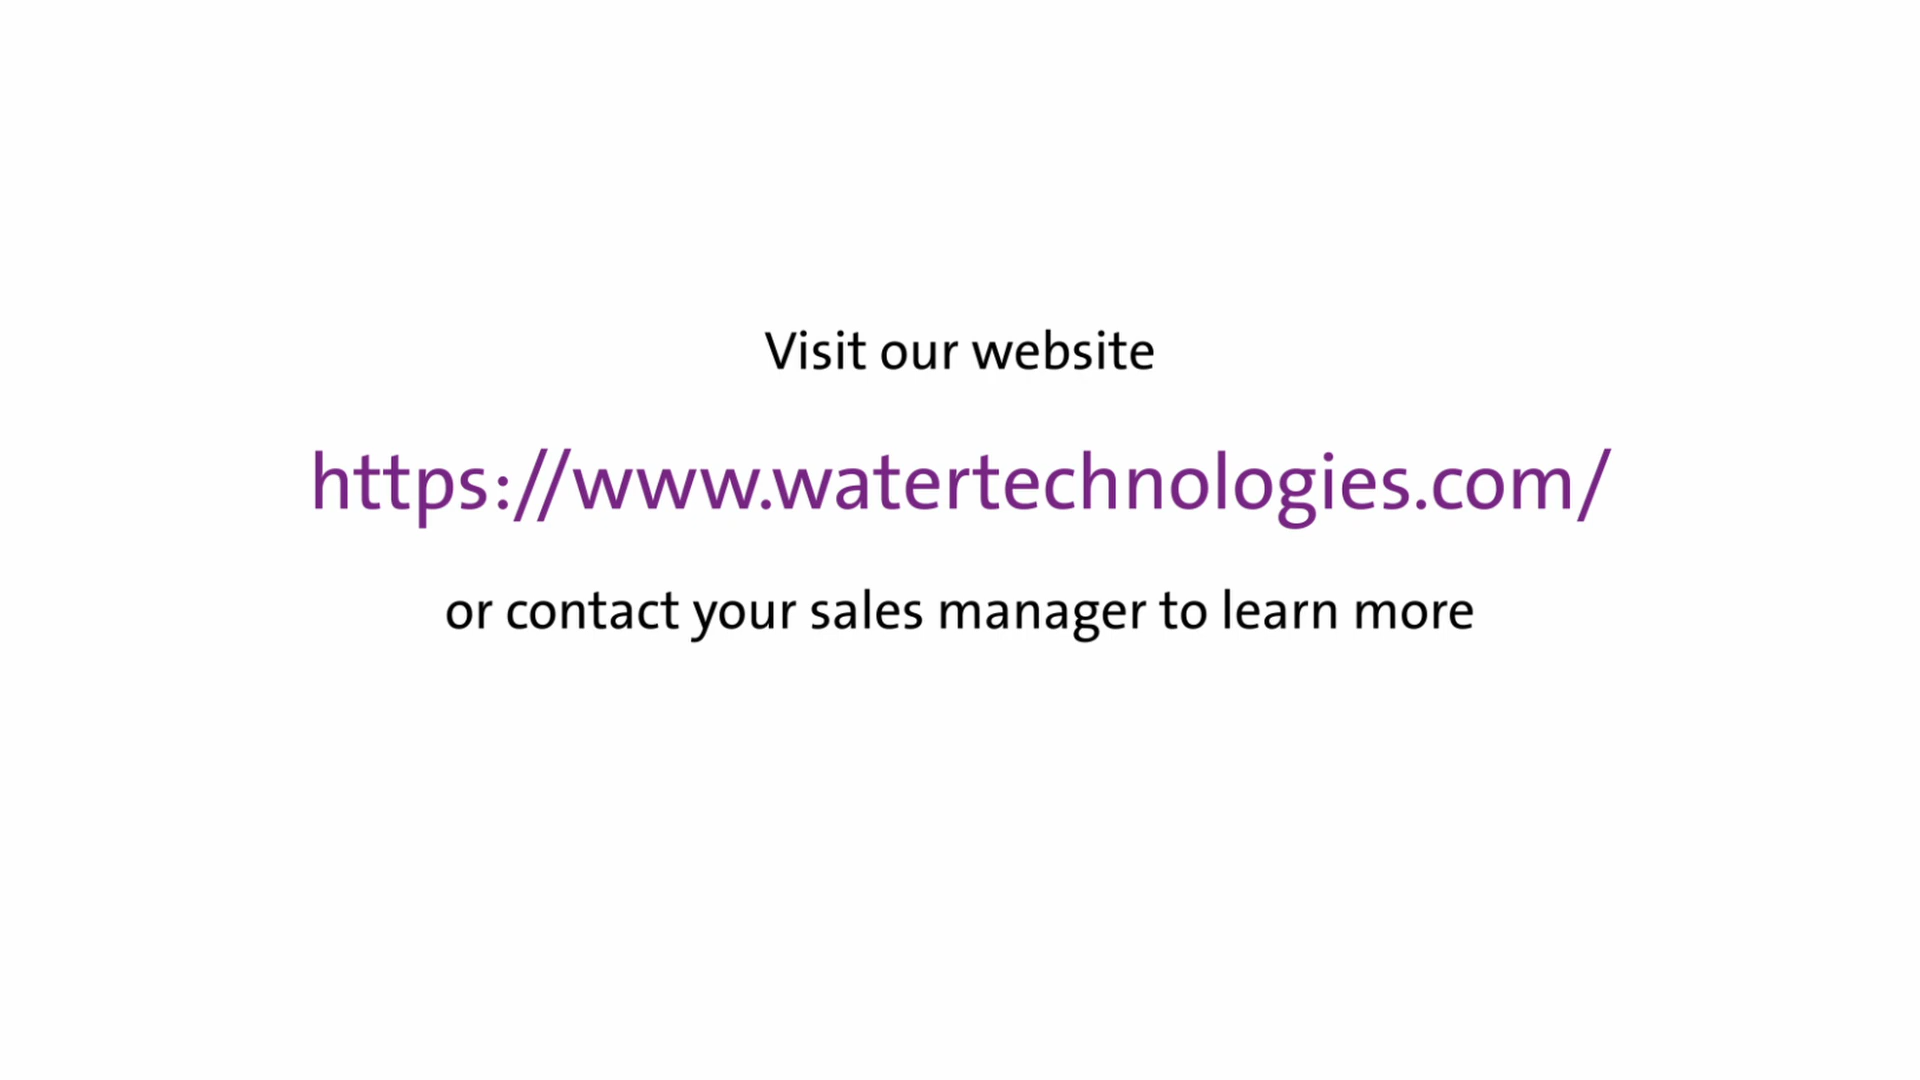 Visit our website
https://www.watertechnologies.com/
or contact your sales manager to learn more